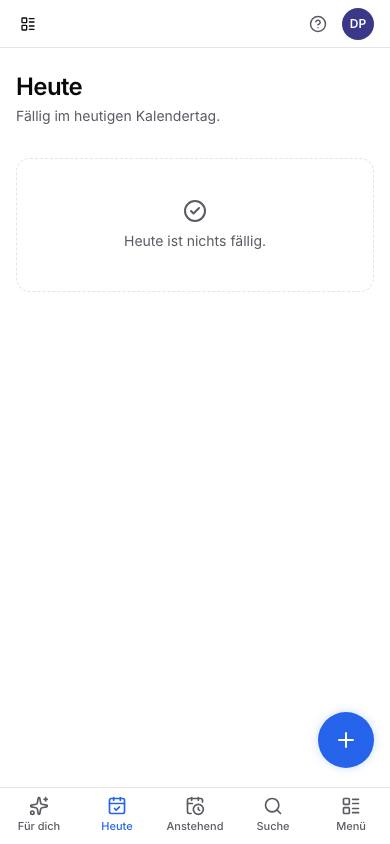 DP
Heute
Fällig im heutigen Kalendertag.
Heute ist nichts fällig.
Für dich
Heute
Anstehend
Suche
Menü